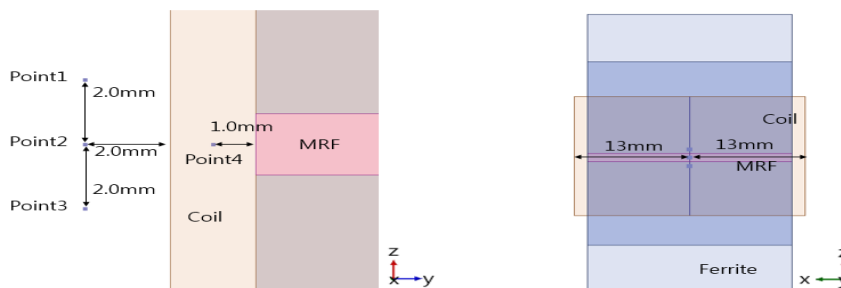 Point1
2.0mm
Point2
2.0mm
1.0mm
Point4
MRF
2.0mm
Point3
Coil
z
x
y
Coil
13mm
13mm
MRF
Ferrite
x
z